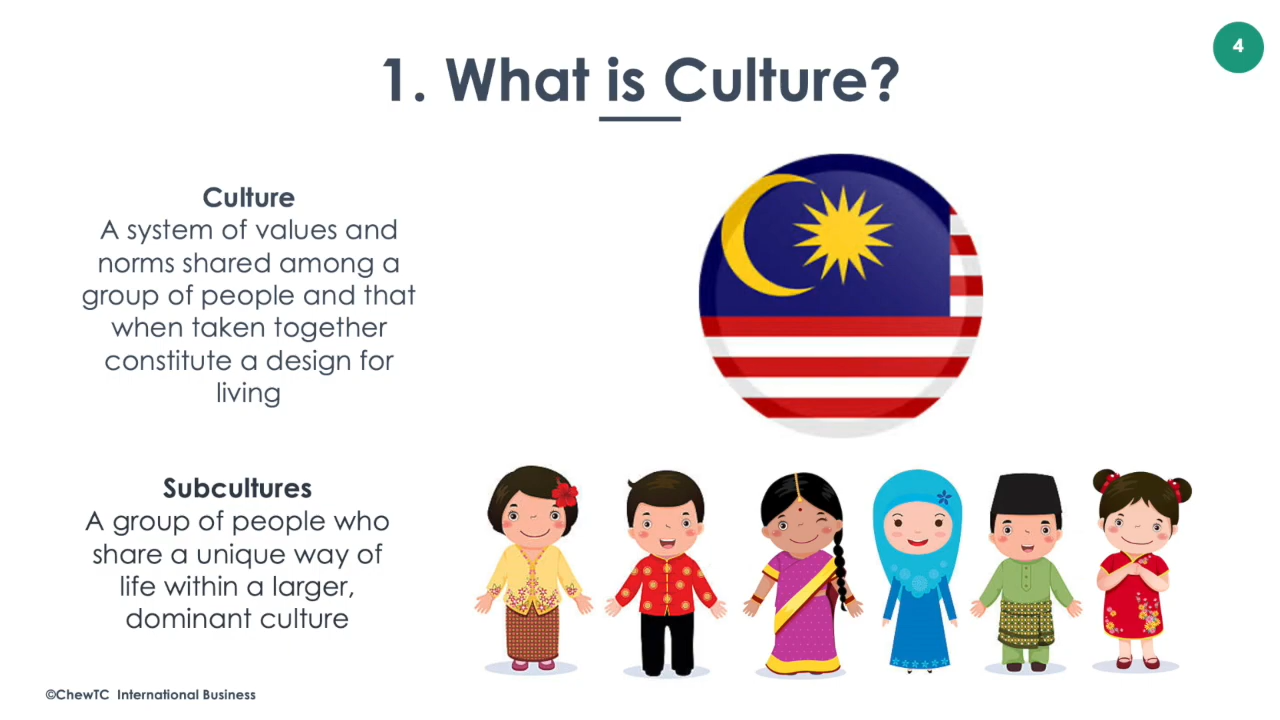 4
1. What is Culture?
Culture
A system of values and
norms shared among a
group of people and that
when taken together
constitute a design for
living
Subcultures
A group of people who
share a unique way of
life within a larger,
dominant culture
©ChewTC International Business